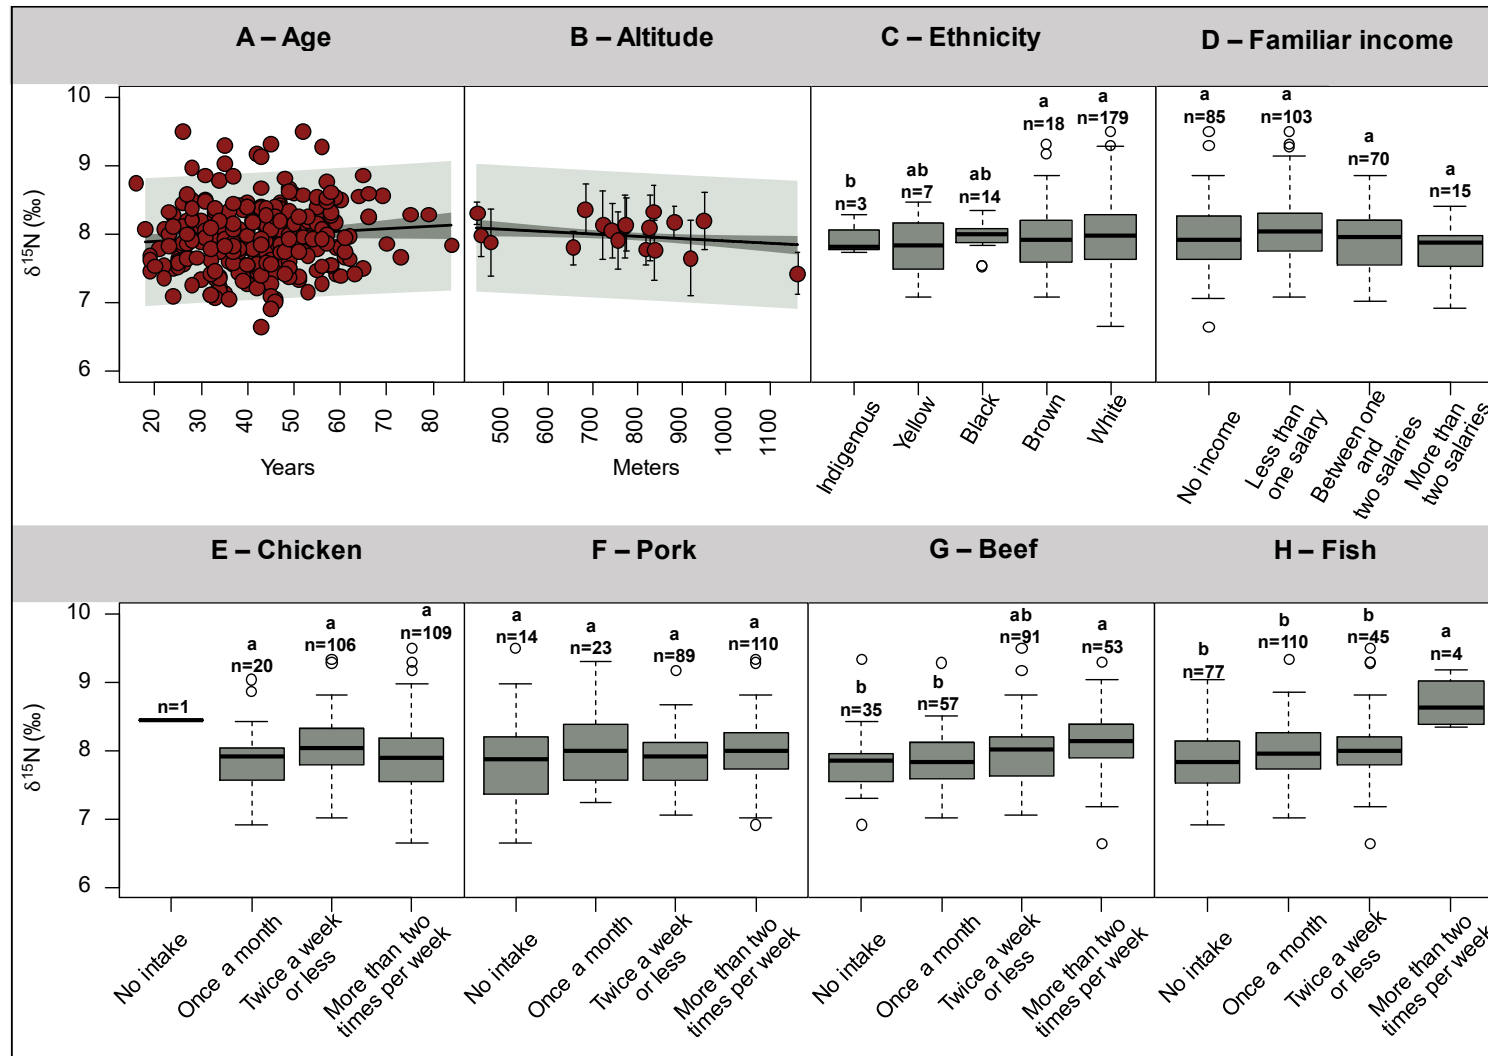 A – Age
B – Altitude
C – Ethnicity
D – Familiar income
δ15N (‰)
10
9
8
7
6
b
n=3
ab
n=7
ab
n=14
a
n=18
a
n=179
a
n=85
a
n=103
a
n=70
a
n=15
20
30
40
50
60
70
80
Years
500
600
700
800
900
1000
1100
Meters
Indigenous
Yellow
Black
Brown
White
No income
Less than
one salary
Between one
and
two salaries
More than
two salaries
E – Chicken
F – Pork
G – Beef
H – Fish
δ15N (‰)
10
9
8
7
6
n=1
a
n=20
a
n=106
a
n=109
a
n=14
a
n=23
a
n=89
a
n=110
b
n=35
b
n=57
ab
n=91
a
n=53
b
n=77
b
n=110
b
n=45
a
n=4
No intake
Once a month
Twice a week
or less
More than two
times per week
No intake
Once a month
Twice a week
or less
More than two
times per week
No intake
Once a month
Twice a week
or less
More than two
times per week
No intake
Once a month
Twice a week
or less
More than two
times per week